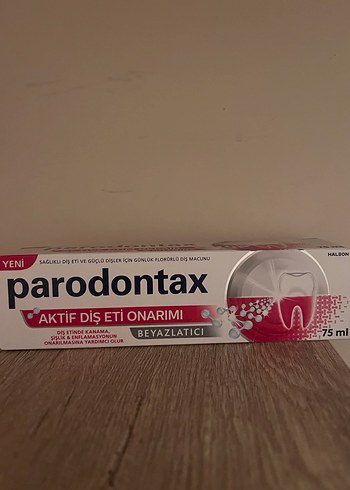 YENİ
SAĞLIKLI DİŞ ETİ VE GÜÇLÜ DİŞLER İÇİN GÜNLÜK FLORÜRLÜ DİŞ MACUNU
HALEON
parodontax
AKTİF DİŞ ETİ ONARIMI
BEYAZLATICI
DİŞ ETİNDE KANAMA,
ŞİŞLİK & ENFLAMASYONUN
ONARILMASINA YARDIMCI OLUR
75 ml